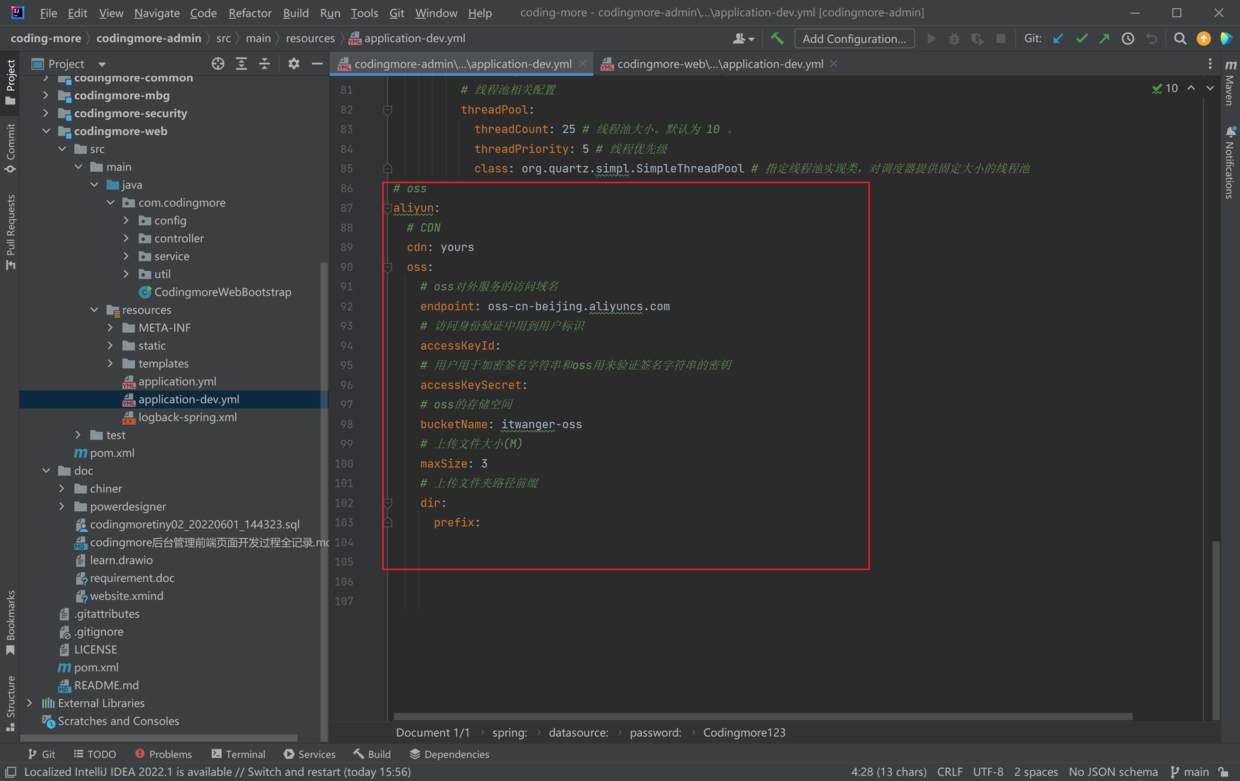 File Edit View Navigate Code Refactor Build Run Tools Git Window Help coding-more - codingmore-admin\...\application-dev.yml [codingmore-admin]
coding-more codingmore-admin src main resources application-dev.yml Add Configuration... Git:
Project codingmore-admin\...\application-dev.yml codingmore-web\...\application-dev.yml
Project
Commit
Pull Requests
Bookmarks
Structure
codingmore-common
codingmore-mbg
codingmore-security
codingmore-web
src
main
java
com.codingmore
config
controller
service
util
CodingmoreWebBootstrap
resources
META-INF
static
templates
application.yml
application-dev.yml
logback-spring.xml
test
pom.xml
doc
chiner
powerdesigner
codingmoretiny02_20220601_144323.sql
codingmore后台管理前端页面开发过程全记录.md
learn.drawio
requirement.doc
website.xmind
.gitattributes
.gitignore
LICENSE
pom.xml
README.md
External Libraries
Scratches and Consoles
81 # 线程池相关配置
82 threadPool:
83 threadCount: 25 # 线程池大小。默认为 10 。
84 threadPriority: 5 # 线程优先级
85 class: org.quartz.simpl.SimpleThreadPool # 指定线程池实现类，对调度器提供固定大小的线程池
86 # oss
87 aliyun:
88 # CDN
89 cdn: yours
90 oss:
91 # oss对外服务的访问域名
92 endpoint: oss-cn-beijing.aliyuncs.com
93 # 访问身份验证中用到用户标识
94 accessKeyId:
95 # 用户用于加密签名字符串和oss用来验证签名字符串的密钥
96 accessKeySecret:
97 # oss的存储空间
98 bucketName: itwanger-oss
99 # 上传文件大小(M)
100 maxSize: 3
101 # 上传文件夹路径前缀
102 dir:
103 prefix:
104
105
106
107
10
Maven
Notifications
Document 1/1 spring: datasource: password: Codingmore123
Git TODO Problems Terminal Services Build Dependencies
Localized IntelliJ IDEA 2022.1 is available // Switch and restart (today 15:56) 4:28 (13 chars) CRLF UTF-8 2 spaces No JSON schema main